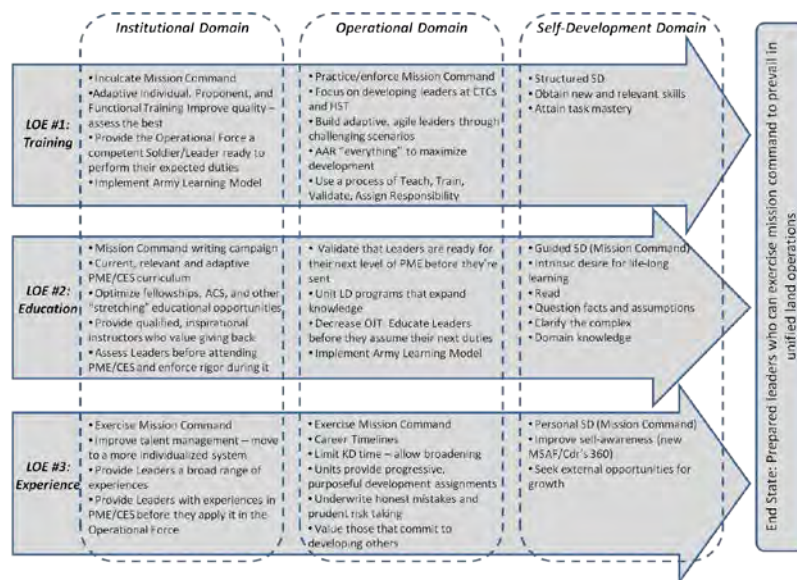 Institutional Domain
Operational Domain
Self-Development Domain
LOE #1:
Training
• Inculcate Mission Command
• Adaptive Individual, Proponent, and
Functional Training Improve quality –
assess the best
• Provide the Operational Force a
competent Soldier/Leader ready to
perform their expected duties
• Implement Army Learning Model
• Practice/enforce Mission Command
• Focus on developing leaders at CTCs
and HST
• Build adaptive, agile leaders through
challenging scenarios
• AAR "everything" to maximize
development
• Use a process of Teach, Train,
Validate, Assign Responsibility
• Structured SD
• Obtain new and relevant skills
• Attain task mastery
LOE #2:
Education
• Mission Command writing campaign
• Current, relevant and adaptive
PME/CES curriculum
• Optimize fellowships, ACS, and other
"stretching" educational opportunities
• Provide qualified, inspirational
instructors who value giving back
• Assess Leaders before attending
PME/CES and enforce rigor during it
• Validate that Leaders are ready for
their next level of PME before they're
sent
• Unit LD programs that expand
knowledge
• Decrease OJT Educate Leaders
before they assume their next duties
• Implement Army Learning Model
• Guided SD (Mission Command)
• Intrinsic desire for life-long
learning
• Read
• Question facts and assumptions
• Clarify the complex
• Domain knowledge
LOE #3:
Experience
• Exercise Mission Command
• Improve talent management – move
to a more individualized system
• Provide Leaders a broad range of
experiences
• Provide Leaders with experiences in
PME/CES before they apply it in the
Operational Force
• Exercise Mission Command
• Career Timelines
• Limit KD time – allow broadening
• Units provide progressive,
purposeful development assignments
• Underwrite honest mistakes and
prudent risk taking
• Value those that commit to
developing others
• Personal SD (Mission Command)
• Improve self-awareness (new
MSAF/Cdr's 360)
• Seek external opportunities for
growth
End State: Prepared leaders who can exercise mission command to prevail in
unified land operations